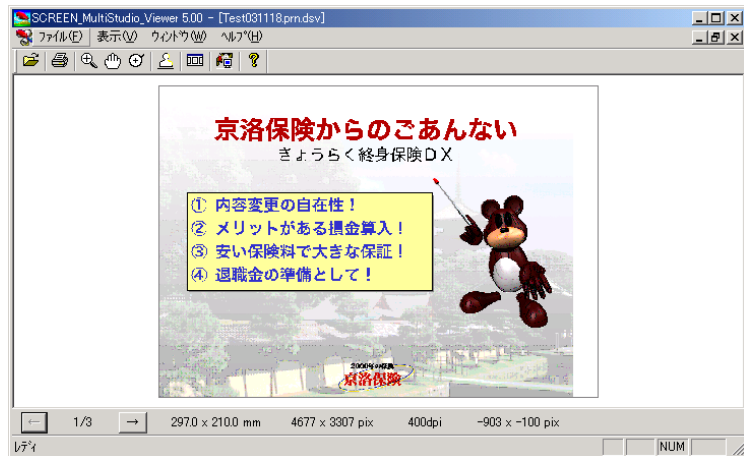 SCREEN_MultiStudio_Viewer 5.00 - [Test031118.prn.dsv]
ファイル(F) 表示(V) ウィンドウ(W) ヘルプ(H)
京洛保険からのごあんない
きょうらく終身保険DX
① 内容変更の自在性！
② メリットがある損金算入！
③ 安い保険料で大きな保証！
④ 退職金の準備として！
京洛保険
← 1/3 → 297.0 x 210.0 mm 4677 x 3307 pix 400dpi -903 x -100 pix
レディ NUM